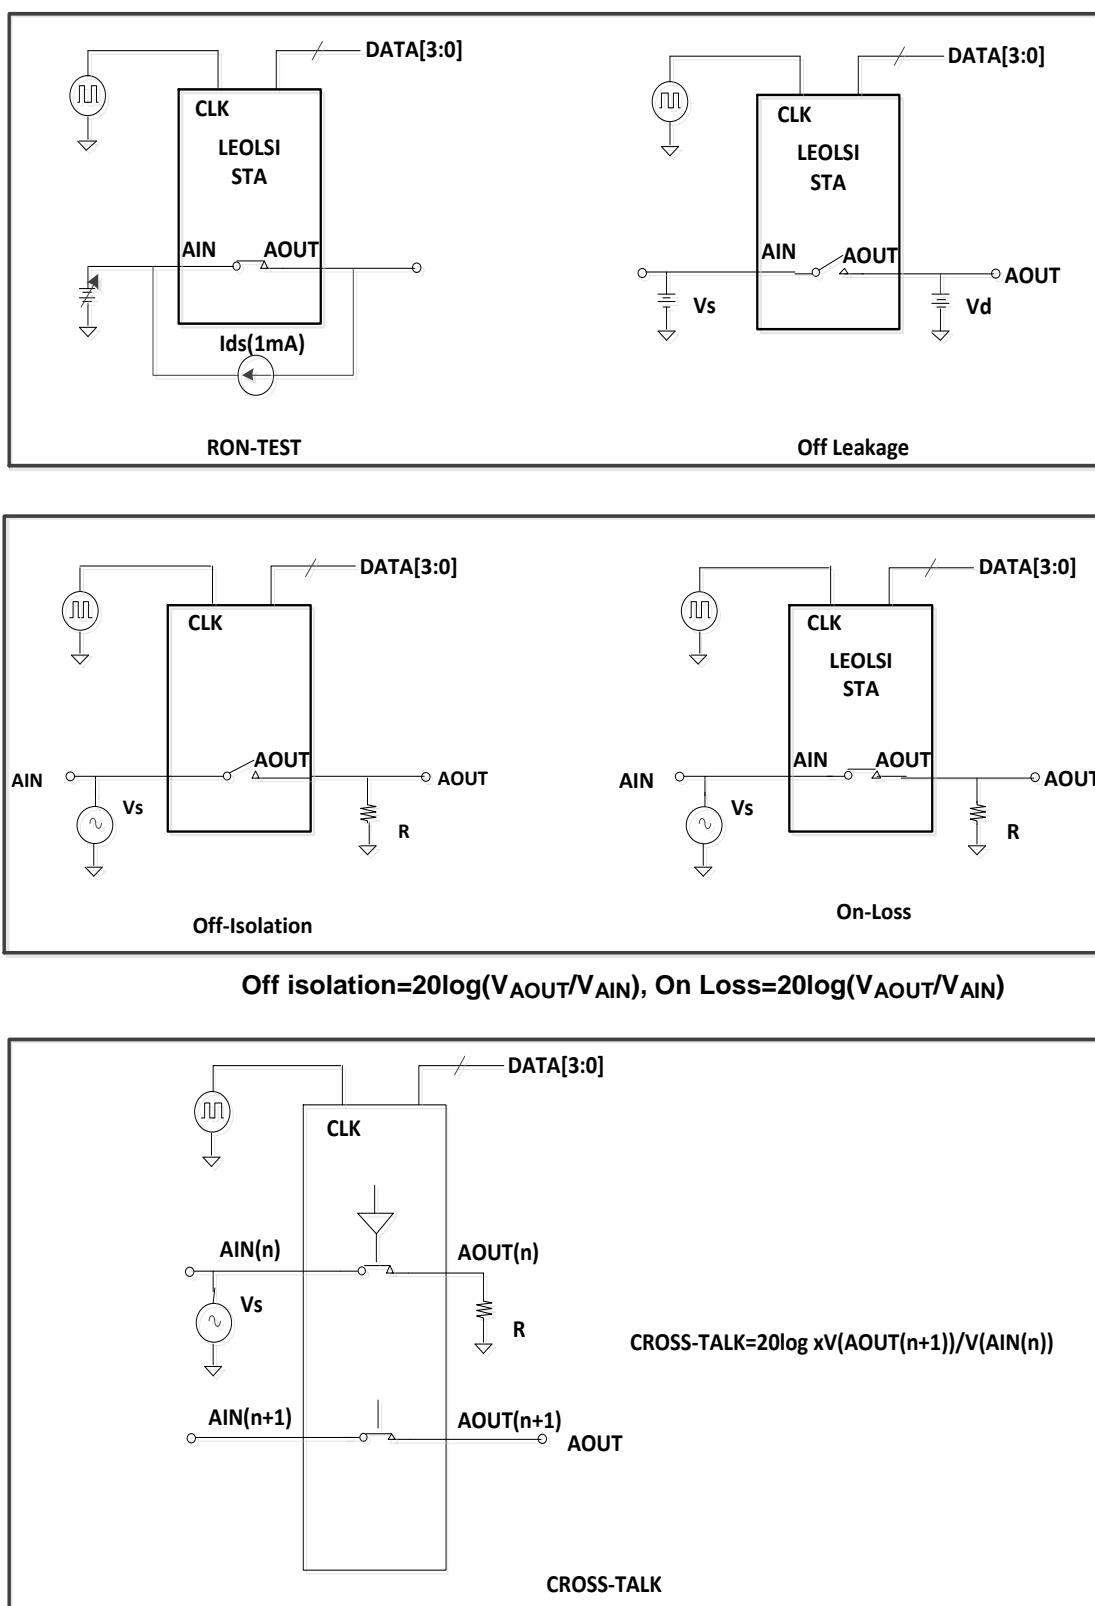 DATA[3:0]
CLK
LEOLSI
STA
AIN
AOUT
Ids(1mA)
RON-TEST
DATA[3:0]
CLK
LEOLSI
STA
AIN
AOUT
AOUT
Vs
Vd
Off Leakage
DATA[3:0]
CLK
AOUT
AIN
AOUT
Vs
R
Off-Isolation
DATA[3:0]
CLK
LEOLSI
STA
AIN
AOUT
AIN
AOUT
Vs
R
On-Loss
Off isolation=20log(VAOUT/VAIN), On Loss=20log(VAOUT/VAIN)
DATA[3:0]
CLK
AIN(n)
AOUT(n)
Vs
R
CROSS-TALK=20log xV(AOUT(n+1))/V(AIN(n))
AIN(n+1)
AOUT(n+1)
AOUT
CROSS-TALK